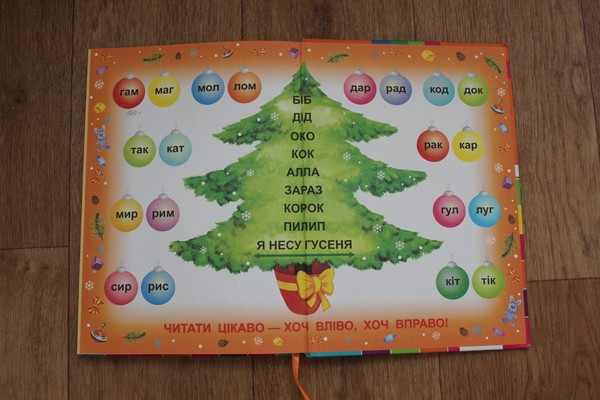 гам маг мол лом
дар рад код док
так кат
рак кар
мир рим
гул луг
сир рис
кіт тік
БІБ
ДІД
ОКО
КОК
АЛЛА
ЗАРАЗ
КОРОК
ПИЛИП
Я НЕСУ ГУСЕНЯ
ЧИТАТИ ЦІКАВО — ХОЧ ВЛІВО, ХОЧ ВПРАВО!